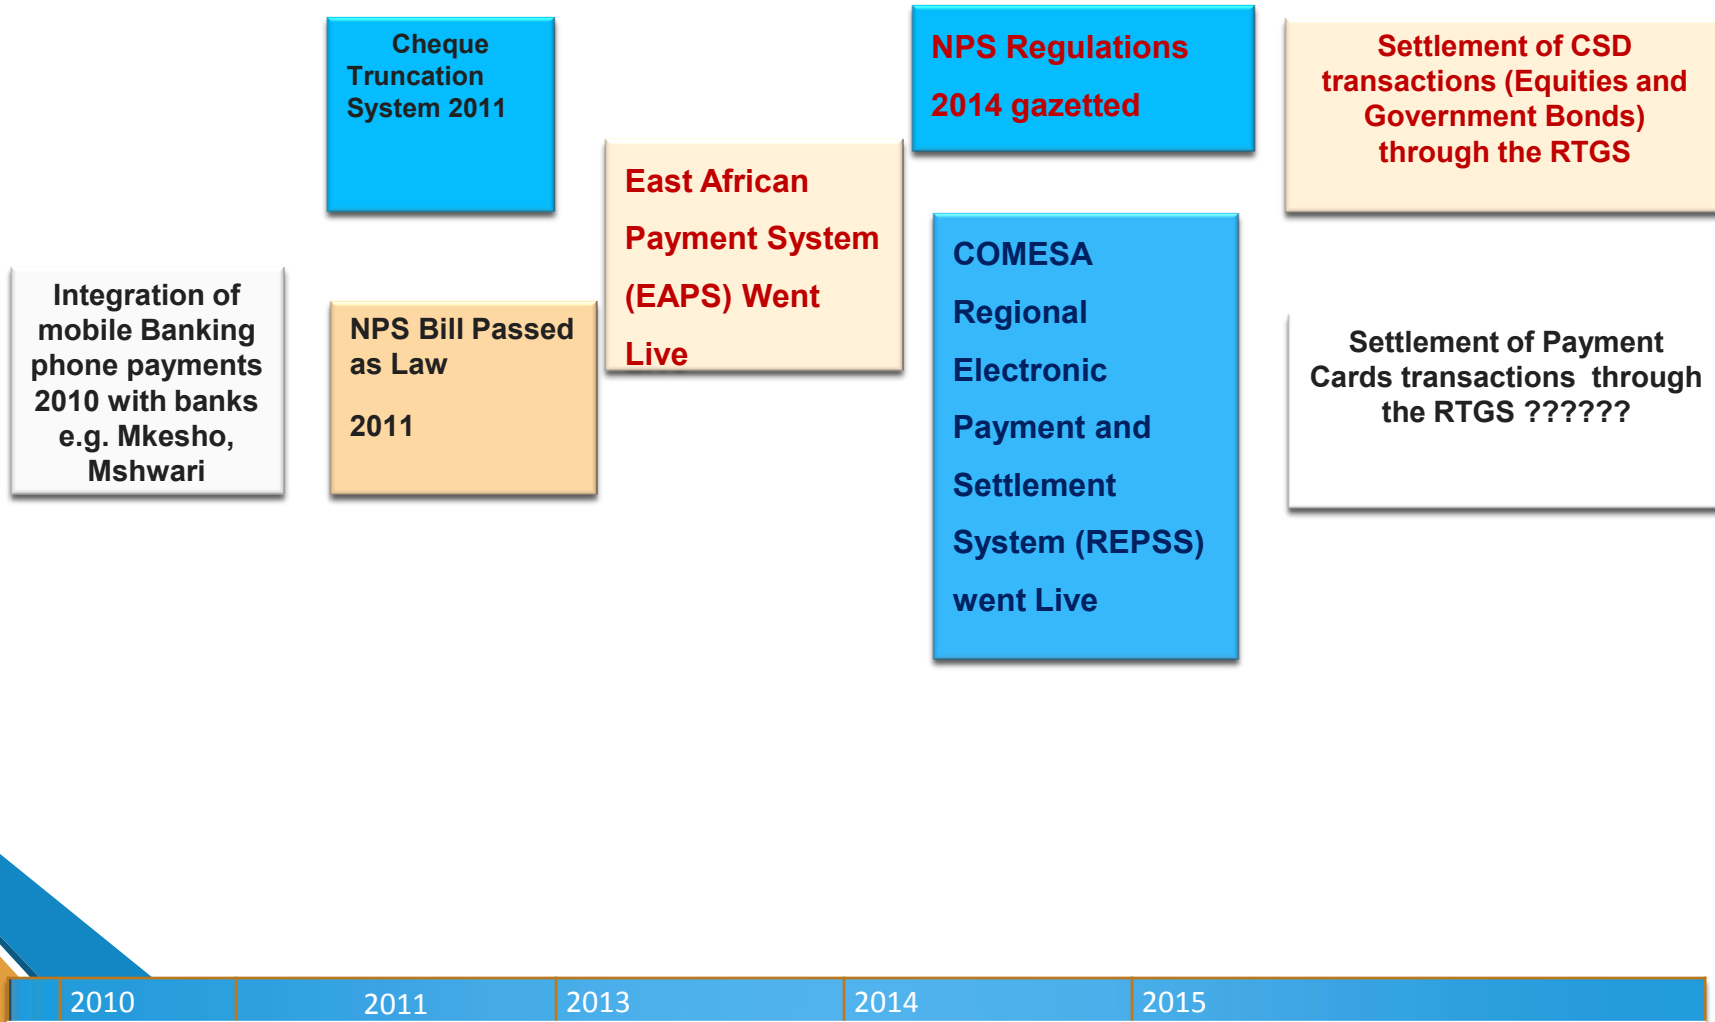 Integration of
mobile Banking
phone payments
2010 with banks
e.g. Mkesho,
Mshwari
Cheque
Truncation
System 2011
NPS Bill Passed
as Law
2011
East African
Payment System
(EAPS) Went
Live
NPS Regulations
2014 gazetted
COMESA
Regional
Electronic
Payment and
Settlement
System (REPSS)
went Live
Settlement of CSD
transactions (Equities and
Government Bonds)
through the RTGS
Settlement of Payment
Cards transactions through
the RTGS ??????
2010
2011
2013
2014
2015